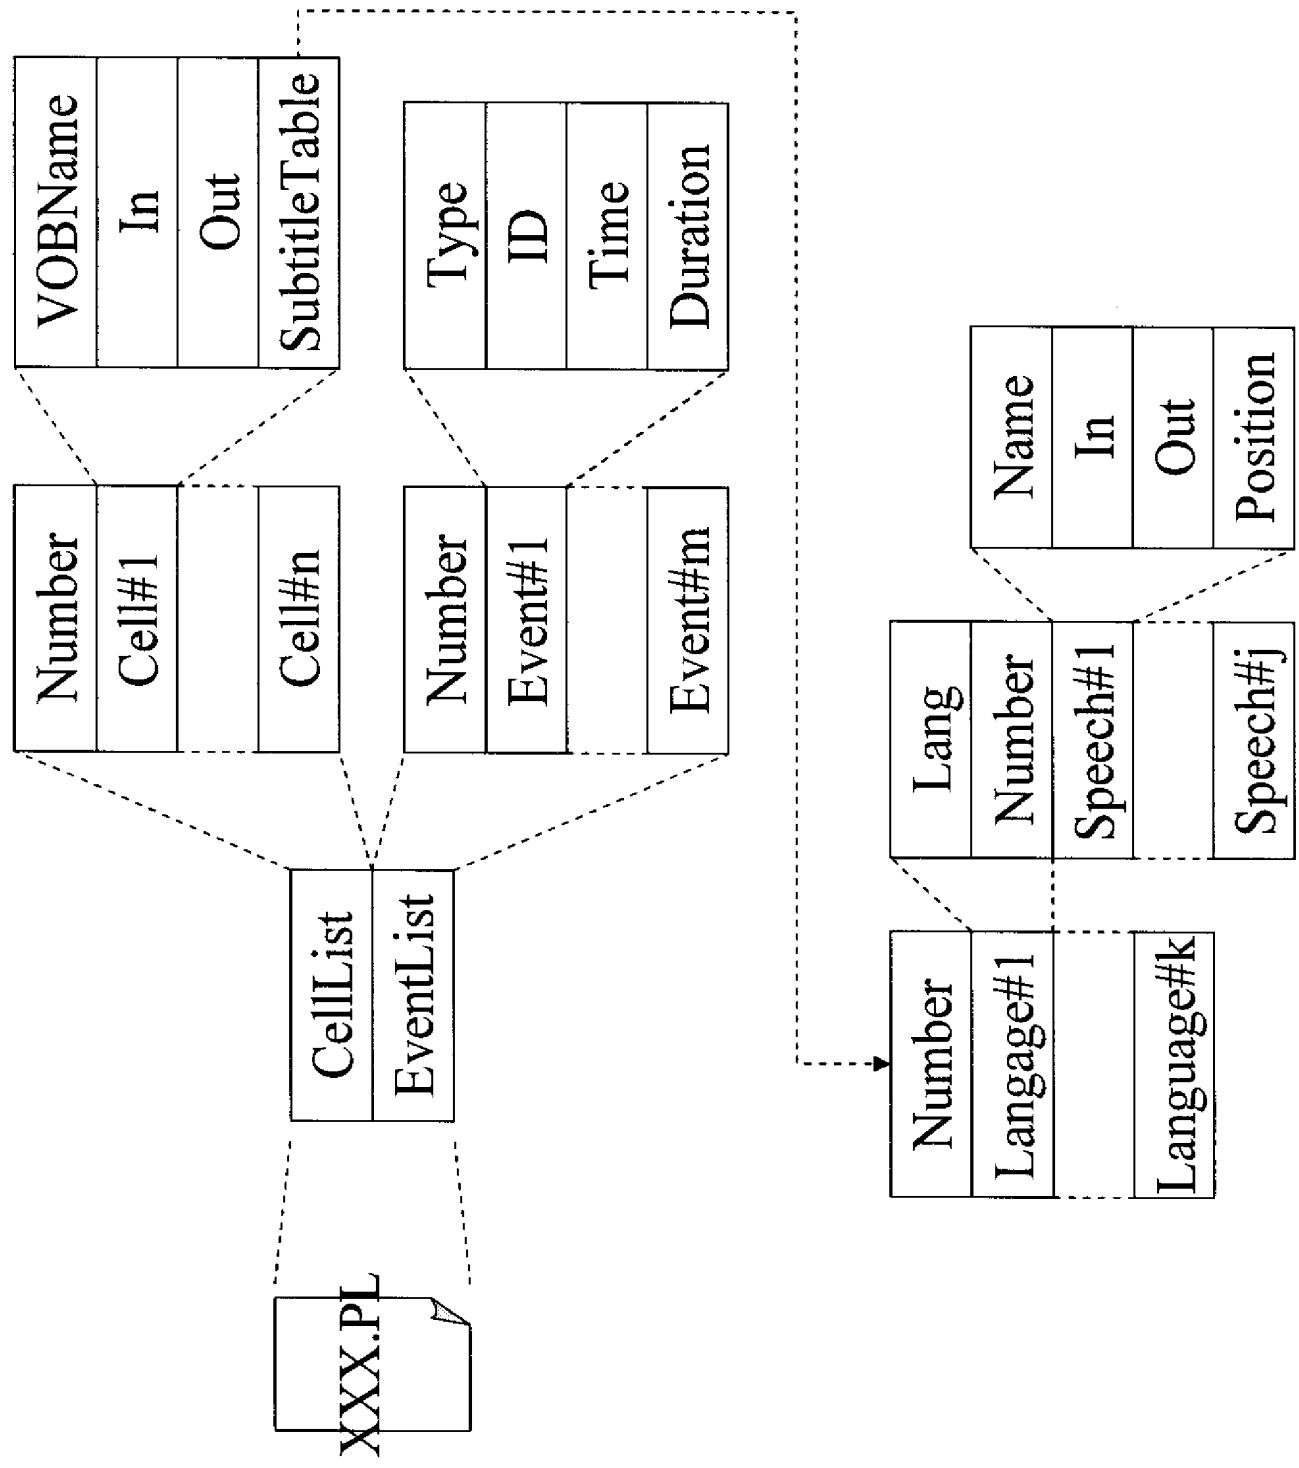 XXX.PL
CellList
EventList
Number
Cell#1
Cell#n
VOBName
In
Out
SubtitleTable
Number
Event#1
Event#m
Type
ID
Time
Duration
Number
Langage#1
Language#k
Lang
Number
Speech#1
Speech#j
Name
In
Out
Position